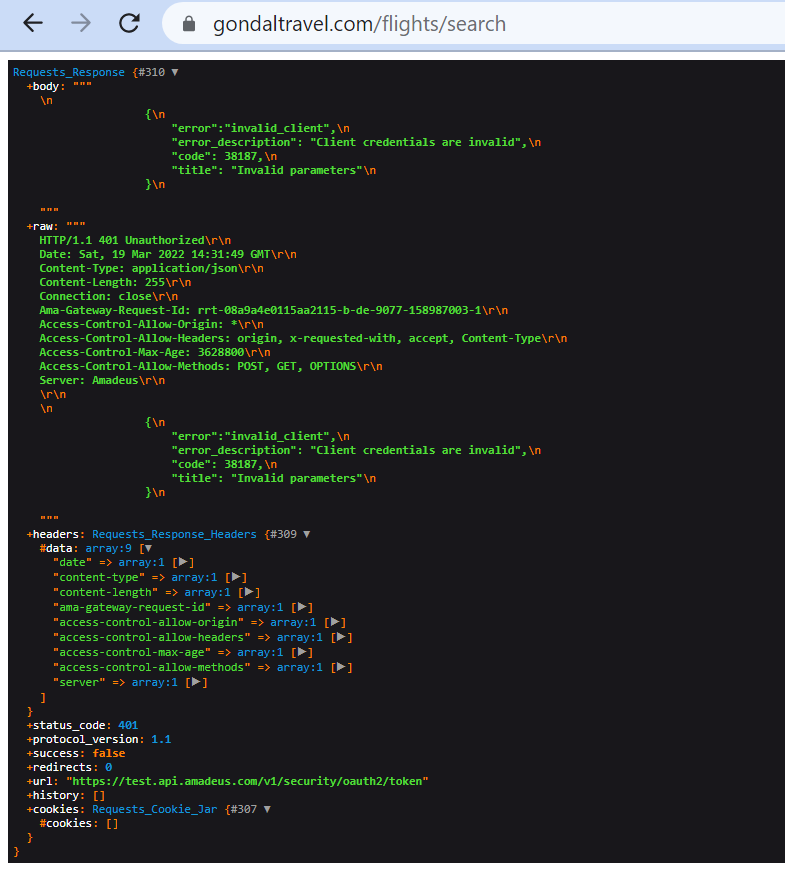 gondaltravel.com/flights/search
Requests_Response {#310 ▼
+body: """
\n
{\n
"error":"invalid_client",\n
"error_description": "Client credentials are invalid",\n
"code": 38187,\n
"title": "Invalid parameters"\n
}\n
"""
+raw: """
HTTP/1.1 401 Unauthorized\r\n
Date: Sat, 19 Mar 2022 14:31:49 GMT\r\n
Content-Type: application/json\r\n
Content-Length: 255\r\n
Connection: close\r\n
Ama-Gateway-Request-Id: rrt-08a9a4e0115aa2115-b-de-9077-158987003-1\r\n
Access-Control-Allow-Origin: *\r\n
Access-Control-Allow-Headers: origin, x-requested-with, accept, Content-Type\r\n
Access-Control-Max-Age: 3628800\r\n
Access-Control-Allow-Methods: POST, GET, OPTIONS\r\n
Server: Amadeus\r\n
\r\n
\n
{\n
"error":"invalid_client",\n
"error_description": "Client credentials are invalid",\n
"code": 38187,\n
"title": "Invalid parameters"\n
}\n
"""
+headers: Requests_Response_Headers {#309 ▼
#data: array:9 [▼
"date" => array:1 [▶]
"content-type" => array:1 [▶]
"content-length" => array:1 [▶]
"ama-gateway-request-id" => array:1 [▶]
"access-control-allow-origin" => array:1 [▶]
"access-control-allow-headers" => array:1 [▶]
"access-control-max-age" => array:1 [▶]
"access-control-allow-methods" => array:1 [▶]
"server" => array:1 [▶]
]
}
+status_code: 401
+protocol_version: 1.1
+success: false
+redirects: 0
+url: "https://test.api.amadeus.com/v1/security/oauth2/token"
+history: []
+cookies: Requests_Cookie_Jar {#307 ▼
#cookies: []
}
}